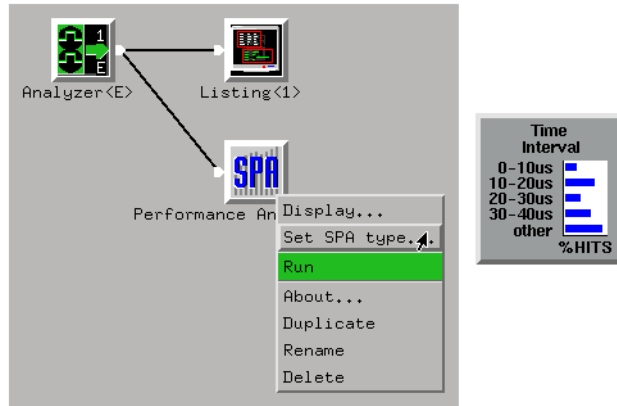 1
E
Analyzer<E>
Listing<1>
SPA
Performance An
Display...
Set SPA type...
Run
About...
Duplicate
Rename
Delete
Time
Interval
0-10us
10-20us
20-30us
30-40us
other
%HITS